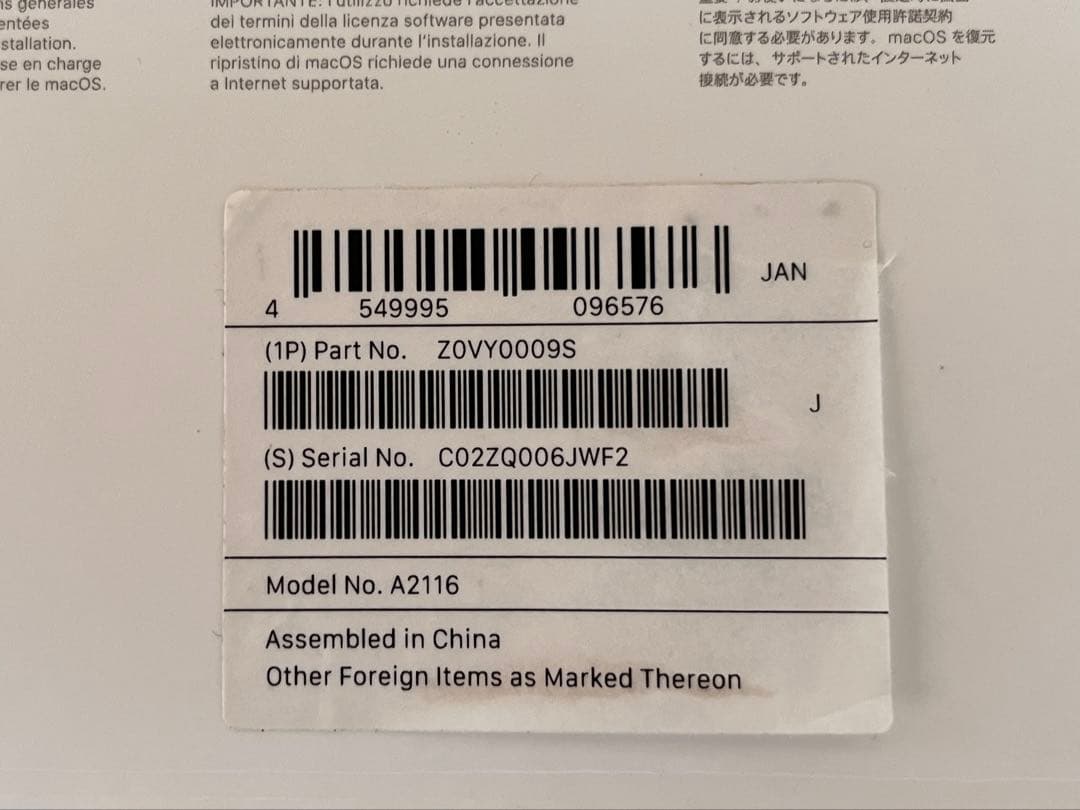 ns générales
entées
stallation.
se en charge
rer le macOS.
IMPORTANTE: l'utilizzo richiede l'accettazione
dei termini della licenza software presentata
elettronicamente durante l'installazione. Il
ripristino di macOS richiede una connessione
a Internet supportata.
に表示されるソフトウェア使用許諾契約
に同意する必要があります。macOS を復元
するには、サポートされたインターネット
接続が必要です。
4 549995 096576
JAN
(1P) Part No. Z0VY0009S
J
(S) Serial No. C02ZQ006JWF2
Model No. A2116
Assembled in China
Other Foreign Items as Marked Thereon